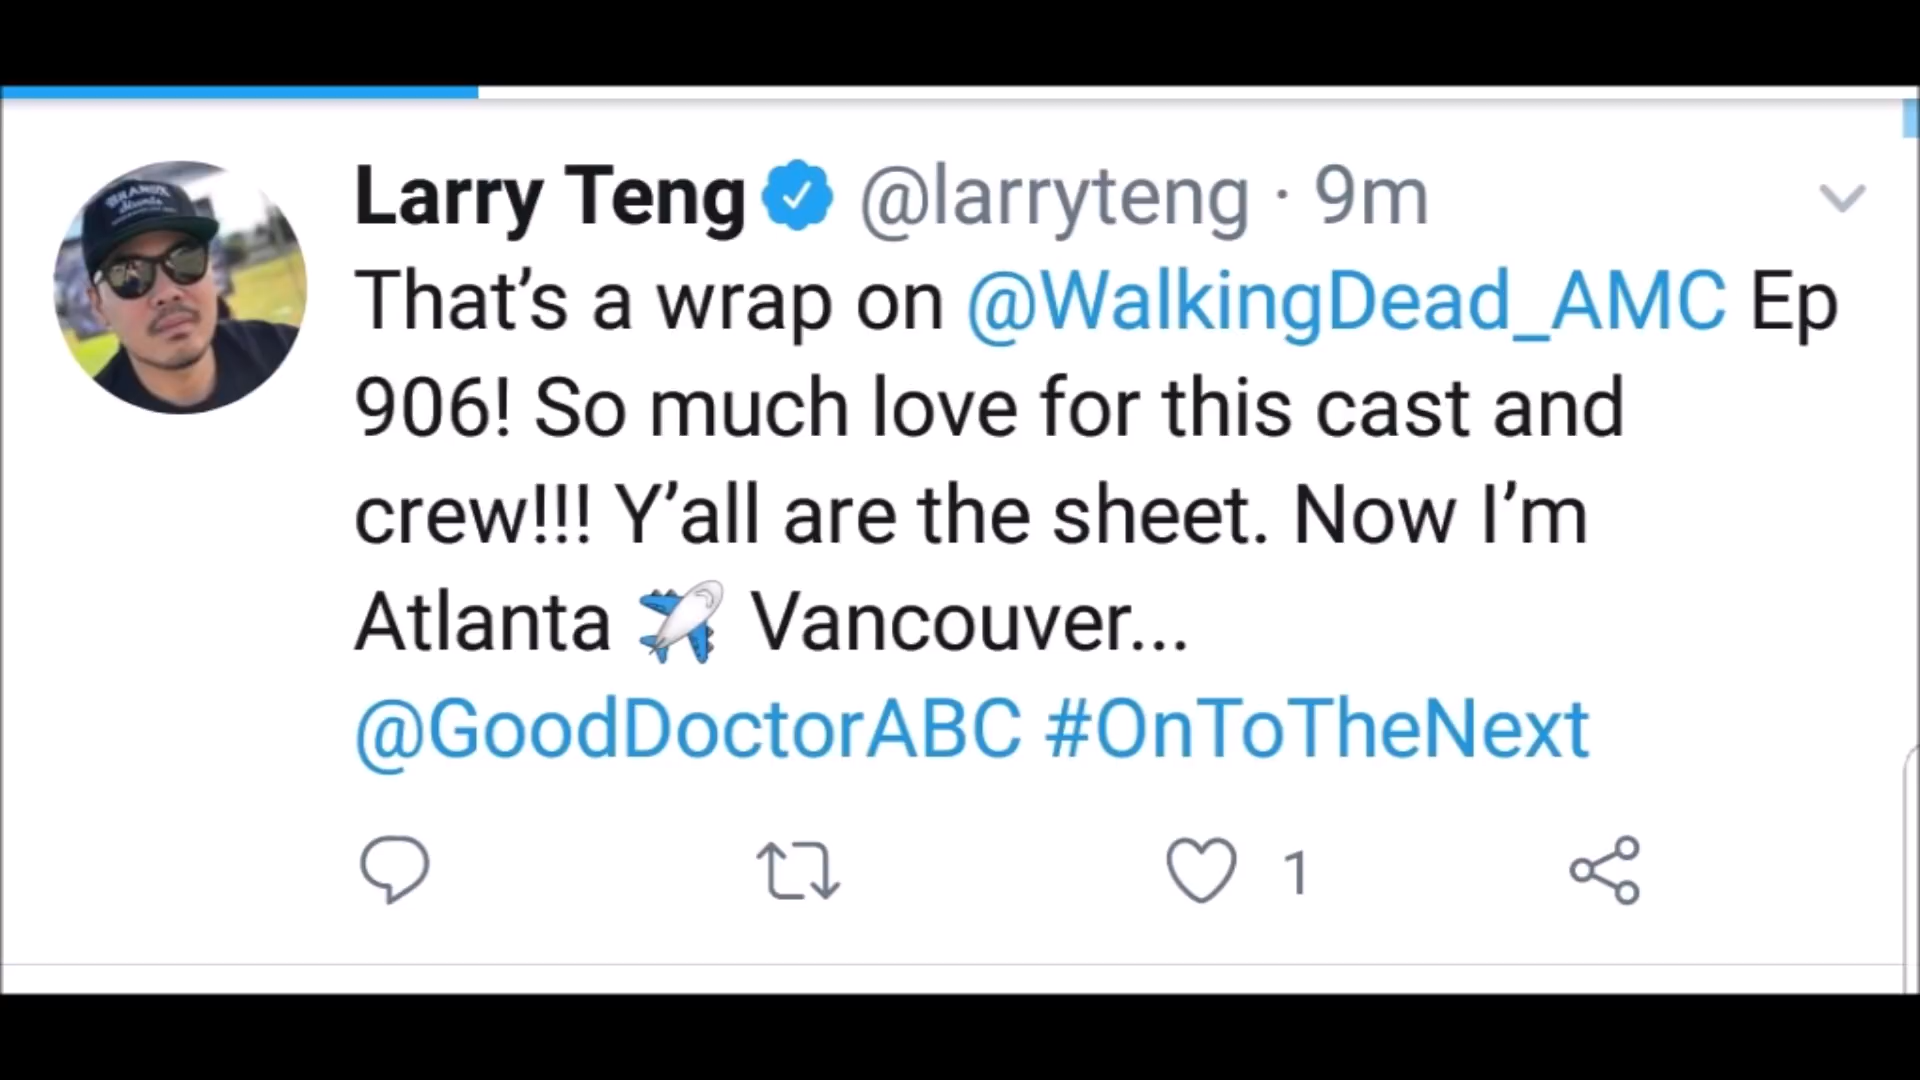 Larry Teng @larryteng · 9m
That’s a wrap on @WalkingDead_AMC Ep
906! So much love for this cast and
crew!!! Y’all are the sheet. Now I’m
Atlanta ✈️ Vancouver...
@GoodDoctorABC #OnToTheNext
1